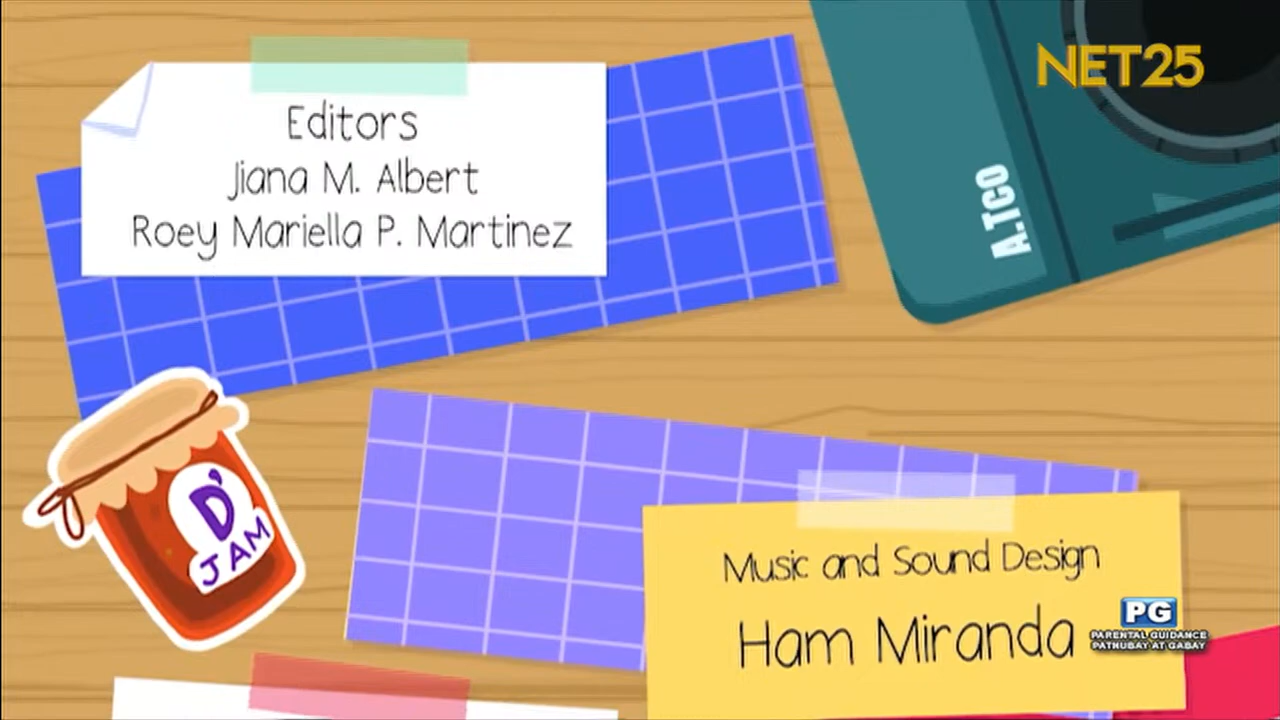 NET25
Editors
Jiana M. Albert
Roey Mariella P. Martinez
A.TCO
D'
JAM
Music and Sound Design
Ham Miranda
PG
PARENTAL GUIDANCE
PATNUBAY AT GABAY